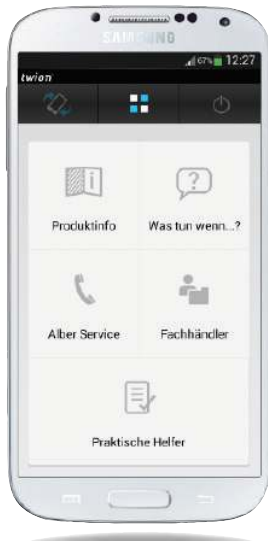 SAMSUNG
67% 12:27
twion
Produktinfo Was tun wenn...?
Alber Service Fachhändler
Praktische Helfer